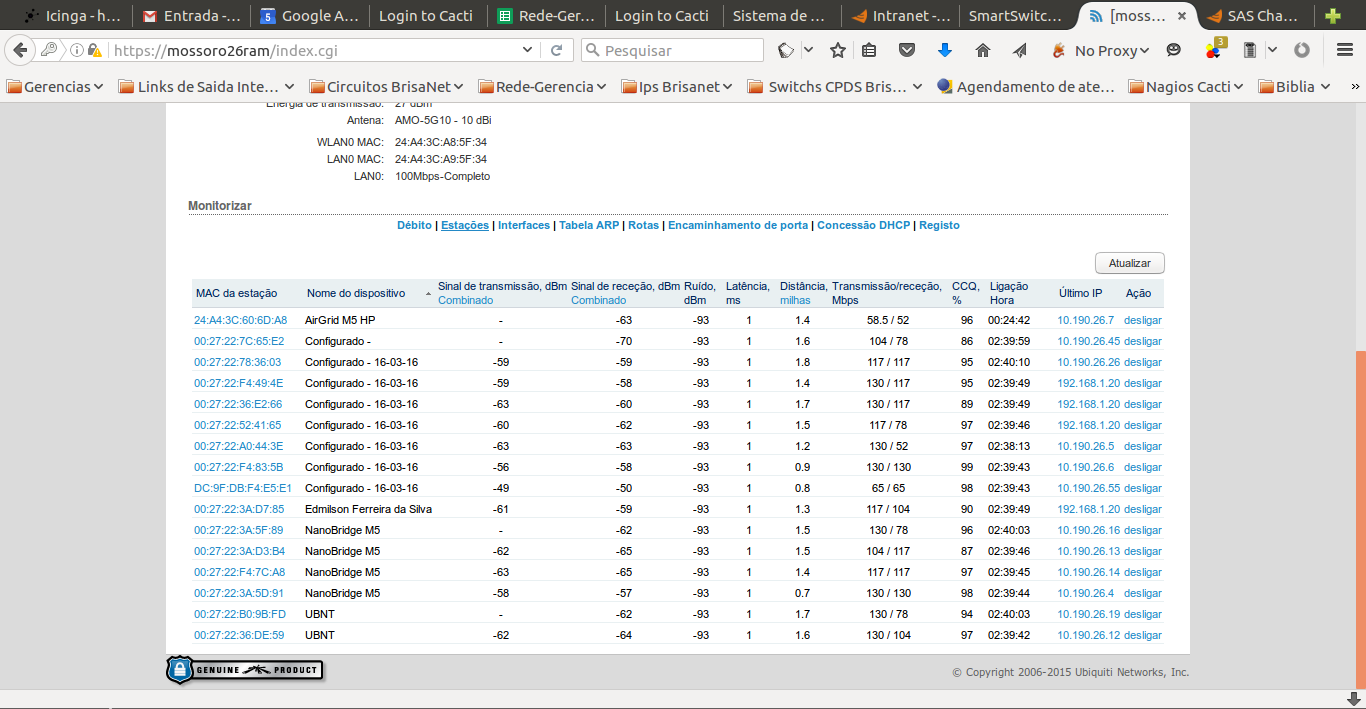 Icinga - h... Entrada -... Google A... Login to Cacti Rede-Ger... Login to Cacti Sistema de ... Intranet -... SmartSwitc... [moss... SAS Cha...
https://mossoro26ram/index.cgi Pesquisar No Proxy 3
Gerencias Links de Saida Inte... Circuitos BrisaNet Rede-Gerencia Ips Brisanet Switchs CPDS Bris... Agendamento de ate... Nagios Cacti Biblia »
Energia de transmissão: 27 dBm
Antena: AMO-5G10 - 10 dBi
WLAN0 MAC: 24:A4:3C:A8:5F:34
LAN0 MAC: 24:A4:3C:A9:5F:34
LAN0: 100Mbps-Completo
Monitorizar
Débito | Estações | Interfaces | Tabela ARP | Rotas | Encaminhamento de porta | Concessão DHCP | Registo
Atualizar
MAC da estação Nome do dispositivo Sinal de transmissão, dBm Combinado Sinal de receção, dBm Combinado Ruído, dBm Latência, ms Distância, milhas Transmissão/receção, Mbps CCQ, % Ligação Hora Último IP Ação
24:A4:3C:60:6D:A8 AirGrid M5 HP - -63 -93 1 1.4 58.5 / 52 96 00:24:42 10.190.26.7 desligar
00:27:22:7C:65:E2 Configurado - - -70 -93 1 1.6 104 / 78 86 02:39:59 10.190.26.45 desligar
00:27:22:78:36:03 Configurado - 16-03-16 -59 -59 -93 1 1.8 117 / 117 95 02:40:10 10.190.26.26 desligar
00:27:22:F4:49:4E Configurado - 16-03-16 -59 -58 -93 1 1.4 130 / 117 95 02:39:49 192.168.1.20 desligar
00:27:22:36:E2:66 Configurado - 16-03-16 -63 -60 -93 1 1.7 130 / 117 89 02:39:49 192.168.1.20 desligar
00:27:22:52:41:65 Configurado - 16-03-16 -60 -62 -93 1 1.5 117 / 78 97 02:39:46 192.168.1.20 desligar
00:27:22:A0:44:3E Configurado - 16-03-16 -63 -63 -93 1 1.2 130 / 52 97 02:38:13 10.190.26.5 desligar
00:27:22:F4:83:5B Configurado - 16-03-16 -56 -58 -93 1 0.9 130 / 130 99 02:39:43 10.190.26.6 desligar
DC:9F:DB:F4:E5:E1 Configurado - 16-03-16 -49 -50 -93 1 0.8 65 / 65 98 02:39:43 10.190.26.55 desligar
00:27:22:3A:D7:85 Edmilson Ferreira da Silva -61 -59 -93 1 1.3 117 / 104 90 02:39:49 192.168.1.20 desligar
00:27:22:3A:5F:89 NanoBridge M5 - -62 -93 1 1.5 130 / 78 96 02:40:03 10.190.26.16 desligar
00:27:22:3A:D3:B4 NanoBridge M5 -62 -65 -93 1 1.5 104 / 117 87 02:39:46 10.190.26.13 desligar
00:27:22:F4:7C:A8 NanoBridge M5 -63 -65 -93 1 1.4 117 / 117 97 02:39:45 10.190.26.14 desligar
00:27:22:3A:5D:91 NanoBridge M5 -58 -57 -93 1 0.7 130 / 130 98 02:39:44 10.190.26.4 desligar
00:27:22:B0:9B:FD UBNT - -62 -93 1 1.7 130 / 78 94 02:40:03 10.190.26.19 desligar
00:27:22:36:DE:59 UBNT -62 -64 -93 1 1.6 130 / 104 97 02:39:42 10.190.26.12 desligar
GENUINE PRODUCT
© Copyright 2006-2015 Ubiquiti Networks, Inc.